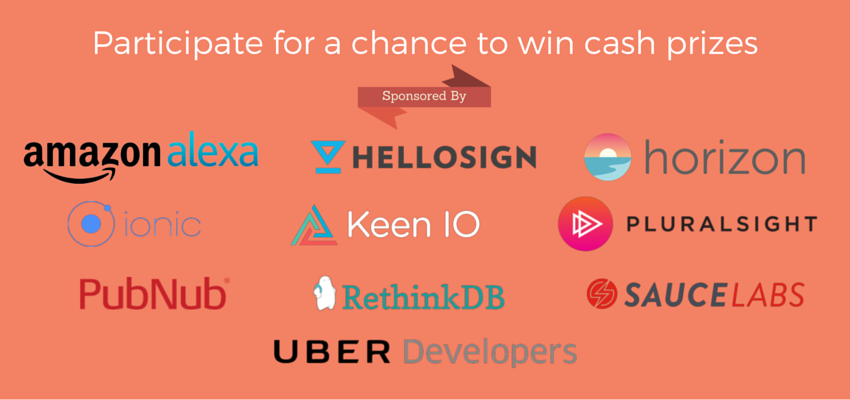 Participate for a chance to win cash prizes
Sponsored By
amazon alexa
HELLOSIGN
horizon
ionic
Keen IO
PLURALSIGHT
PubNub®
RethinkDB
SAUCELABS
UBER Developers